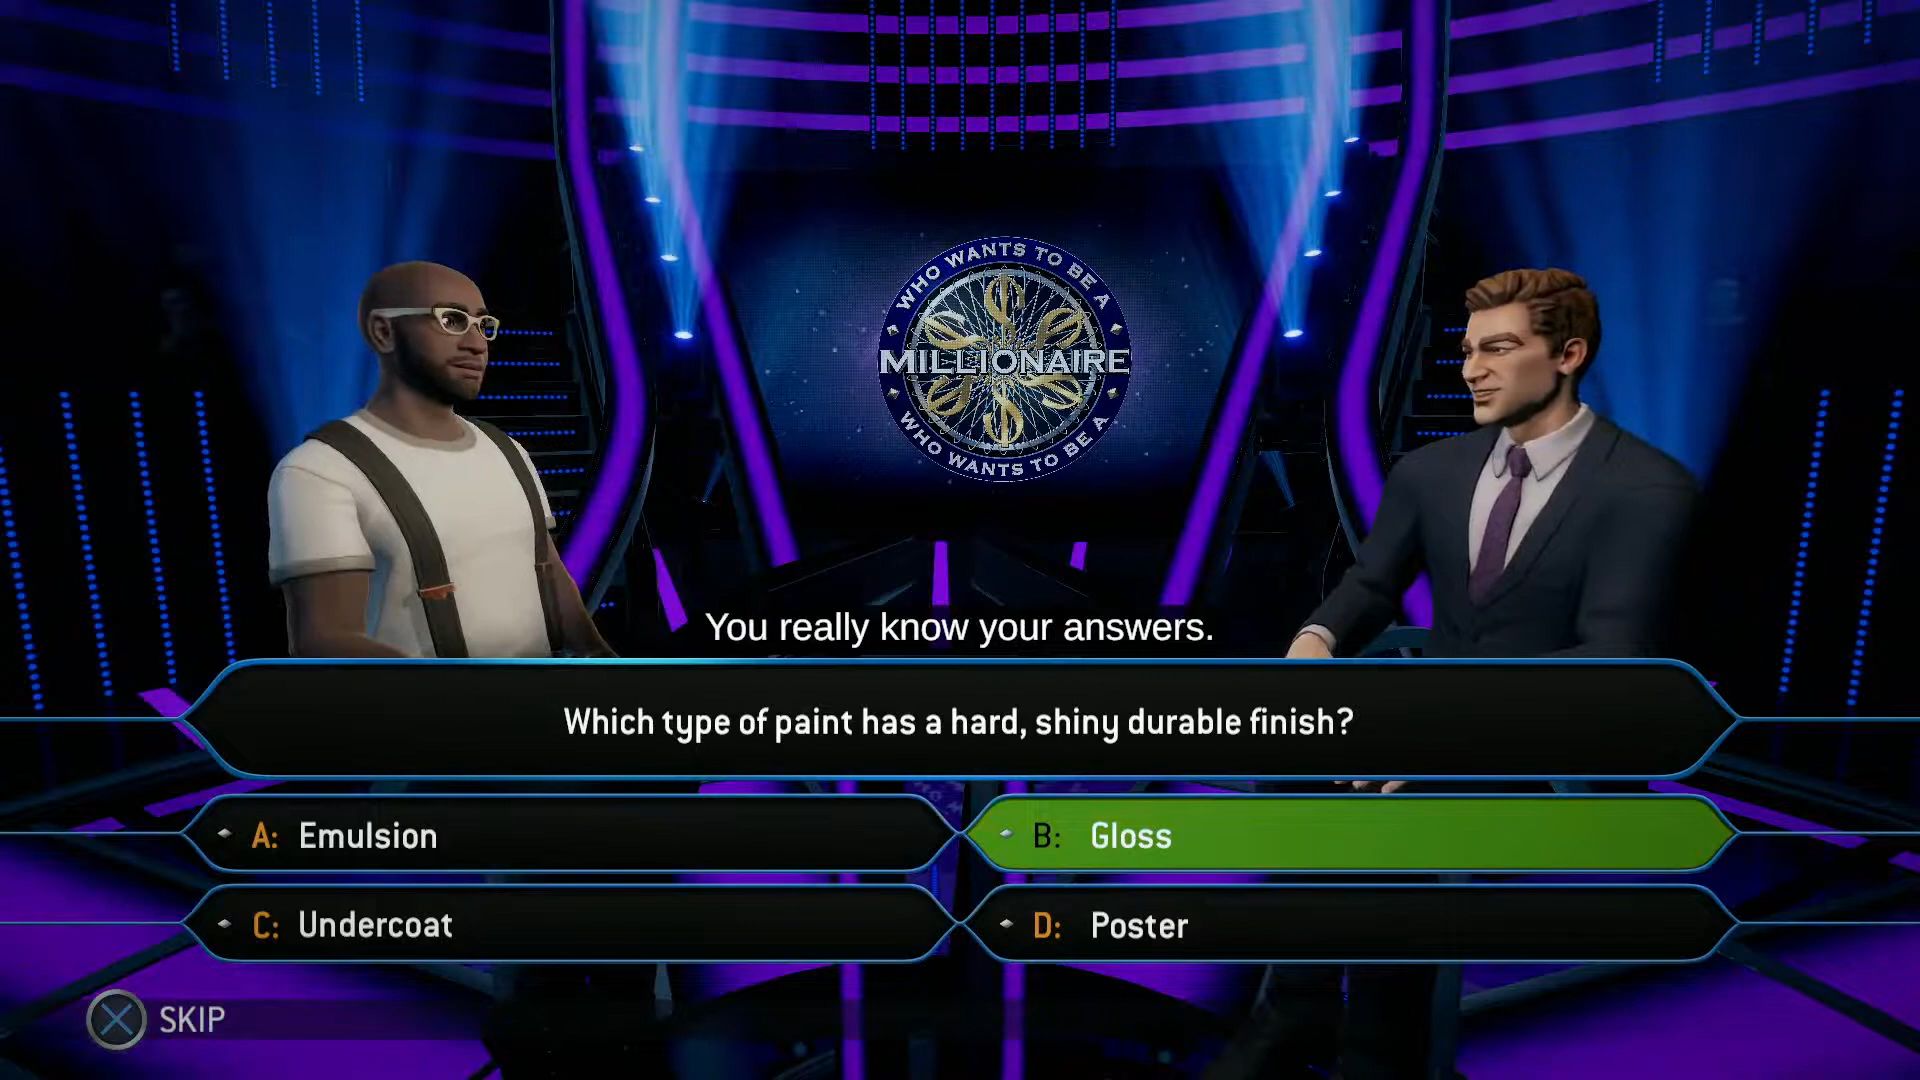 WHO WANTS TO BE A
MILLIONAIRE
WHO WANTS TO BE A
You really know your answers.
Which type of paint has a hard, shiny durable finish?
A: Emulsion
B: Gloss
C: Undercoat
D: Poster
SKIP